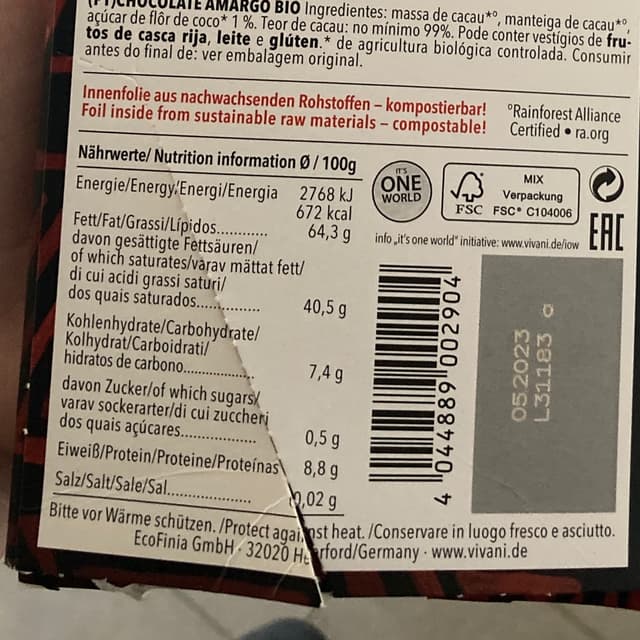 (PT)CHOCOLATE AMARGO BIO Ingredientes: massa de cacau*°, manteiga de cacau*°,
açúcar de flôr de coco* 1 %. Teor de cacau: no mínimo 99%. Pode conter vestígios de fru-
tos de casca rija, leite e glúten.* de agricultura biológica controlada. Consumir
antes do final de: ver embalagem original.
Innenfolie aus nachwachsenden Rohstoffen – kompostierbar!
Foil inside from sustainable raw materials – compostable!
°Rainforest Alliance
Certified • ra.org
Nährwerte/ Nutrition information Ø / 100g
Energie/Energy/Energi/Energia 2768 kJ
672 kcal
Fett/Fat/Grassi/Lípidos............ 64,3 g
davon gesättigte Fettsäuren/
of which saturates/varav mättat fett/
di cui acidi grassi saturi/
dos quais saturados............... 40,5 g
Kohlenhydrate/Carbohydrate/
Kolhydrat/Carboidrati/
hidratos de carbono................ 7,4 g
davon Zucker/of which sugars/
varav sockerarter/di cui zuccheri
dos quais açúcares................. 0,5 g
Eiweiß/Protein/Proteine/Proteínas 8,8 g
Salz/Salt/Sale/Sal................... 0,02 g
IT'S
ONE
WORLD
FSC
MIX
Verpackung
FSC® C104006
info „it's one world" initiative: www.vivani.de/iow
EAC
4 044889 002904
052023 a
L31183
Bitte vor Wärme schützen. /Protect against heat. /Conservare in luogo fresco e asciutto.
EcoFinia GmbH · 32020 Herford/Germany · www.vivani.de